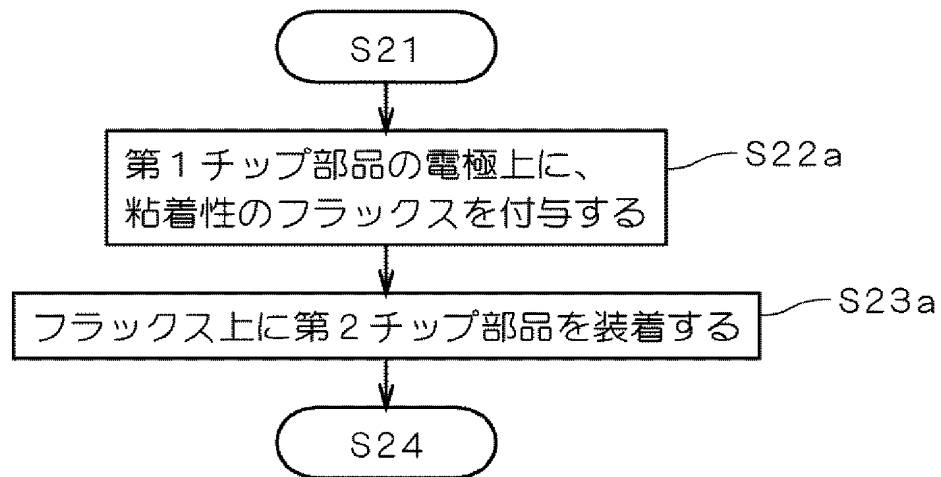 S21
第1チップ部品の電極上に、
粘着性のフラックスを付与する
S22a
フラックス上に第2チップ部品を装着する
S23a
S24